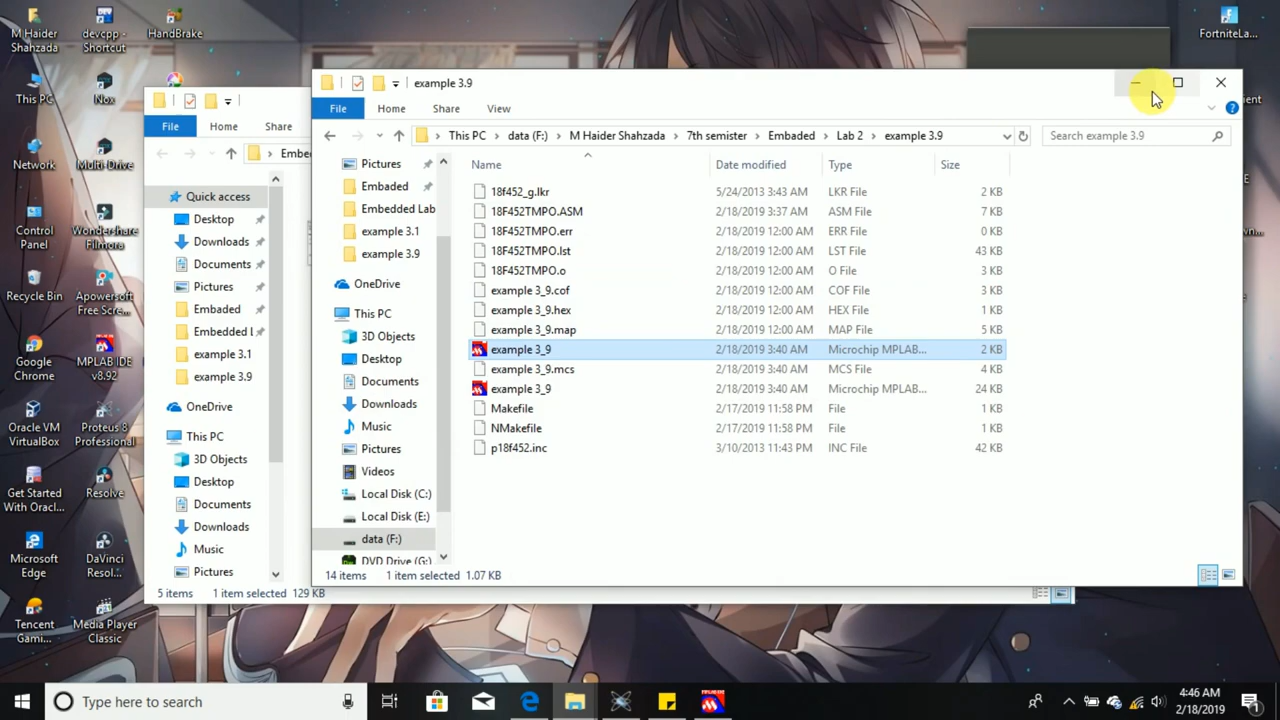 M Haider
Shahzada
devcpp -
Shortcut
HandBrake
FortniteLa...
This PC
Nox
Network
Multi-Drive
Control
Panel
Wondershare
Filmora
Recycle Bin
Apowersoft
Free Scre...
Google
Chrome
MPLAB IDE
v8.92
Oracle VM
VirtualBox
Proteus 8
Professional
Get Started
With Oracl...
Resolve
Microsoft
Edge
DaVinci
Resol...
Tencent
Gami...
Media Player
Classic
File
Home
Share
Embe
Quick access
Desktop
Downloads
Documents
Pictures
Embaded
Embedded l
example 3.1
example 3.9
OneDrive
This PC
3D Objects
Desktop
Documents
Downloads
Music
Pictures
5 items 1 item selected 129 KB
example 3.9
File Home Share View
This PC data (F:) M Haider Shahzada 7th semister Embaded Lab 2 example 3.9
Search example 3.9
Pictures
Embaded
Embedded Lab
example 3.1
example 3.9
OneDrive
This PC
3D Objects
Desktop
Documents
Downloads
Music
Pictures
Videos
Local Disk (C:)
Local Disk (E:)
data (F:)
DVD Drive (G:)
Name Date modified Type Size
18f452_g.lkr 5/24/2013 3:43 AM LKR File 2 KB
18F452TMPO.ASM 2/18/2019 3:37 AM ASM File 7 KB
18F452TMPO.err 2/18/2019 12:00 AM ERR File 0 KB
18F452TMPO.lst 2/18/2019 12:00 AM LST File 43 KB
18F452TMPO.o 2/18/2019 12:00 AM O File 3 KB
example 3_9.cof 2/18/2019 12:00 AM COF File 3 KB
example 3_9.hex 2/18/2019 12:00 AM HEX File 1 KB
example 3_9.map 2/18/2019 12:00 AM MAP File 5 KB
example 3_9 2/18/2019 3:40 AM Microchip MPLAB... 2 KB
example 3_9.mcs 2/18/2019 3:40 AM MCS File 4 KB
example 3_9 2/18/2019 3:40 AM Microchip MPLAB... 24 KB
Makefile 2/17/2019 11:58 PM File 1 KB
NMakefile 2/17/2019 11:58 PM File 1 KB
p18f452.inc 3/10/2013 11:43 PM INC File 42 KB
14 items 1 item selected 1.07 KB
Type here to search
4:46 AM
2/18/2019